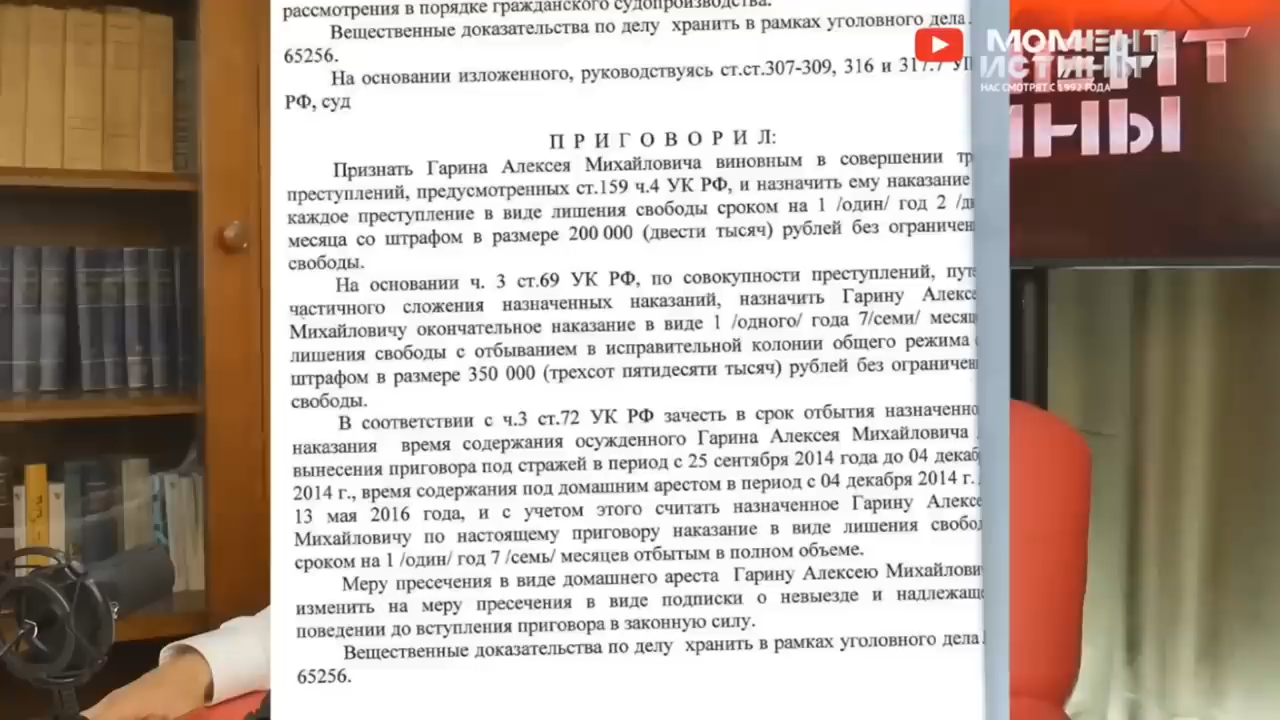 рассмотрения в порядке гражданского судопроизводства.
Вещественные доказательства по делу хранить в рамках уголовного дела
65256.
На основании изложенного, руководствуясь ст.ст.307-309, 316 и 317.7
РФ, суд
П Р И Г О В О Р И Л:
Признать Гарина Алексея Михайловича виновным в совершении
преступлений, предусмотренных ст.159 ч.4 УК РФ, и назначить ему наказание
каждое преступление в виде лишения свободы сроком на 1 /один/ год 2
месяца со штрафом в размере 200 000 (двести тысяч) рублей без
свободы.
На основании ч. 3 ст.69 УК РФ, по совокупности преступлений,
частичного сложения назначенных наказаний, назначить Гарину
Михайловичу окончательное наказание в виде 1 /одного/ года 7/семи/
лишения свободы с отбыванием в исправительной колонии общего режима
штрафом в размере 350 000 (трехсот пятидесяти тысяч) рублей без
свободы.
В соответствии с ч.3 ст.72 УК РФ зачесть в срок отбытия
наказания время содержания осужденного Гарина Алексея Михайловича
вынесения приговора под стражей в период с 25 сентября 2014 года до 04
2014 г., время содержания под домашним арестом в период с 04 декабря 2014 г.
13 мая 2016 года, и с учетом этого считать назначенное Гарину
Михайловичу по настоящему приговору наказание в виде лишения
сроком на 1 /один/ год 7 /семь/ месяцев отбытым в полном объеме.
Меру пресечения в виде домашнего ареста Гарину Алексею
изменить на меру пресечения в виде подписки о невыезде и
поведении до вступления приговора в законную силу.
Вещественные доказательства по делу хранить в рамках уголовного дела
65256.
МОМЕНТ
ИСТИНЫ
НАС СМОТРЯТ С 1992 ГОДА